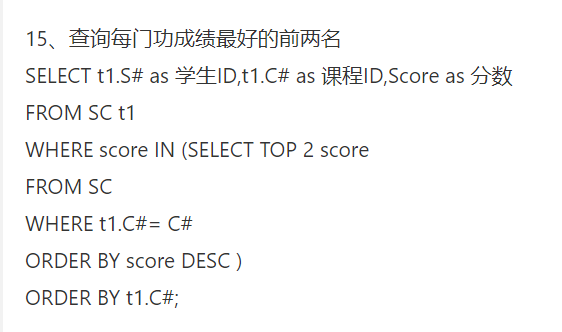 15、查询每门功成绩最好的前两名
SELECT t1.S# as 学生ID,t1.C# as 课程ID,Score as 分数
FROM SC t1
WHERE score IN (SELECT TOP 2 score
FROM SC
WHERE t1.C#= C#
ORDER BY score DESC )
ORDER BY t1.C#;